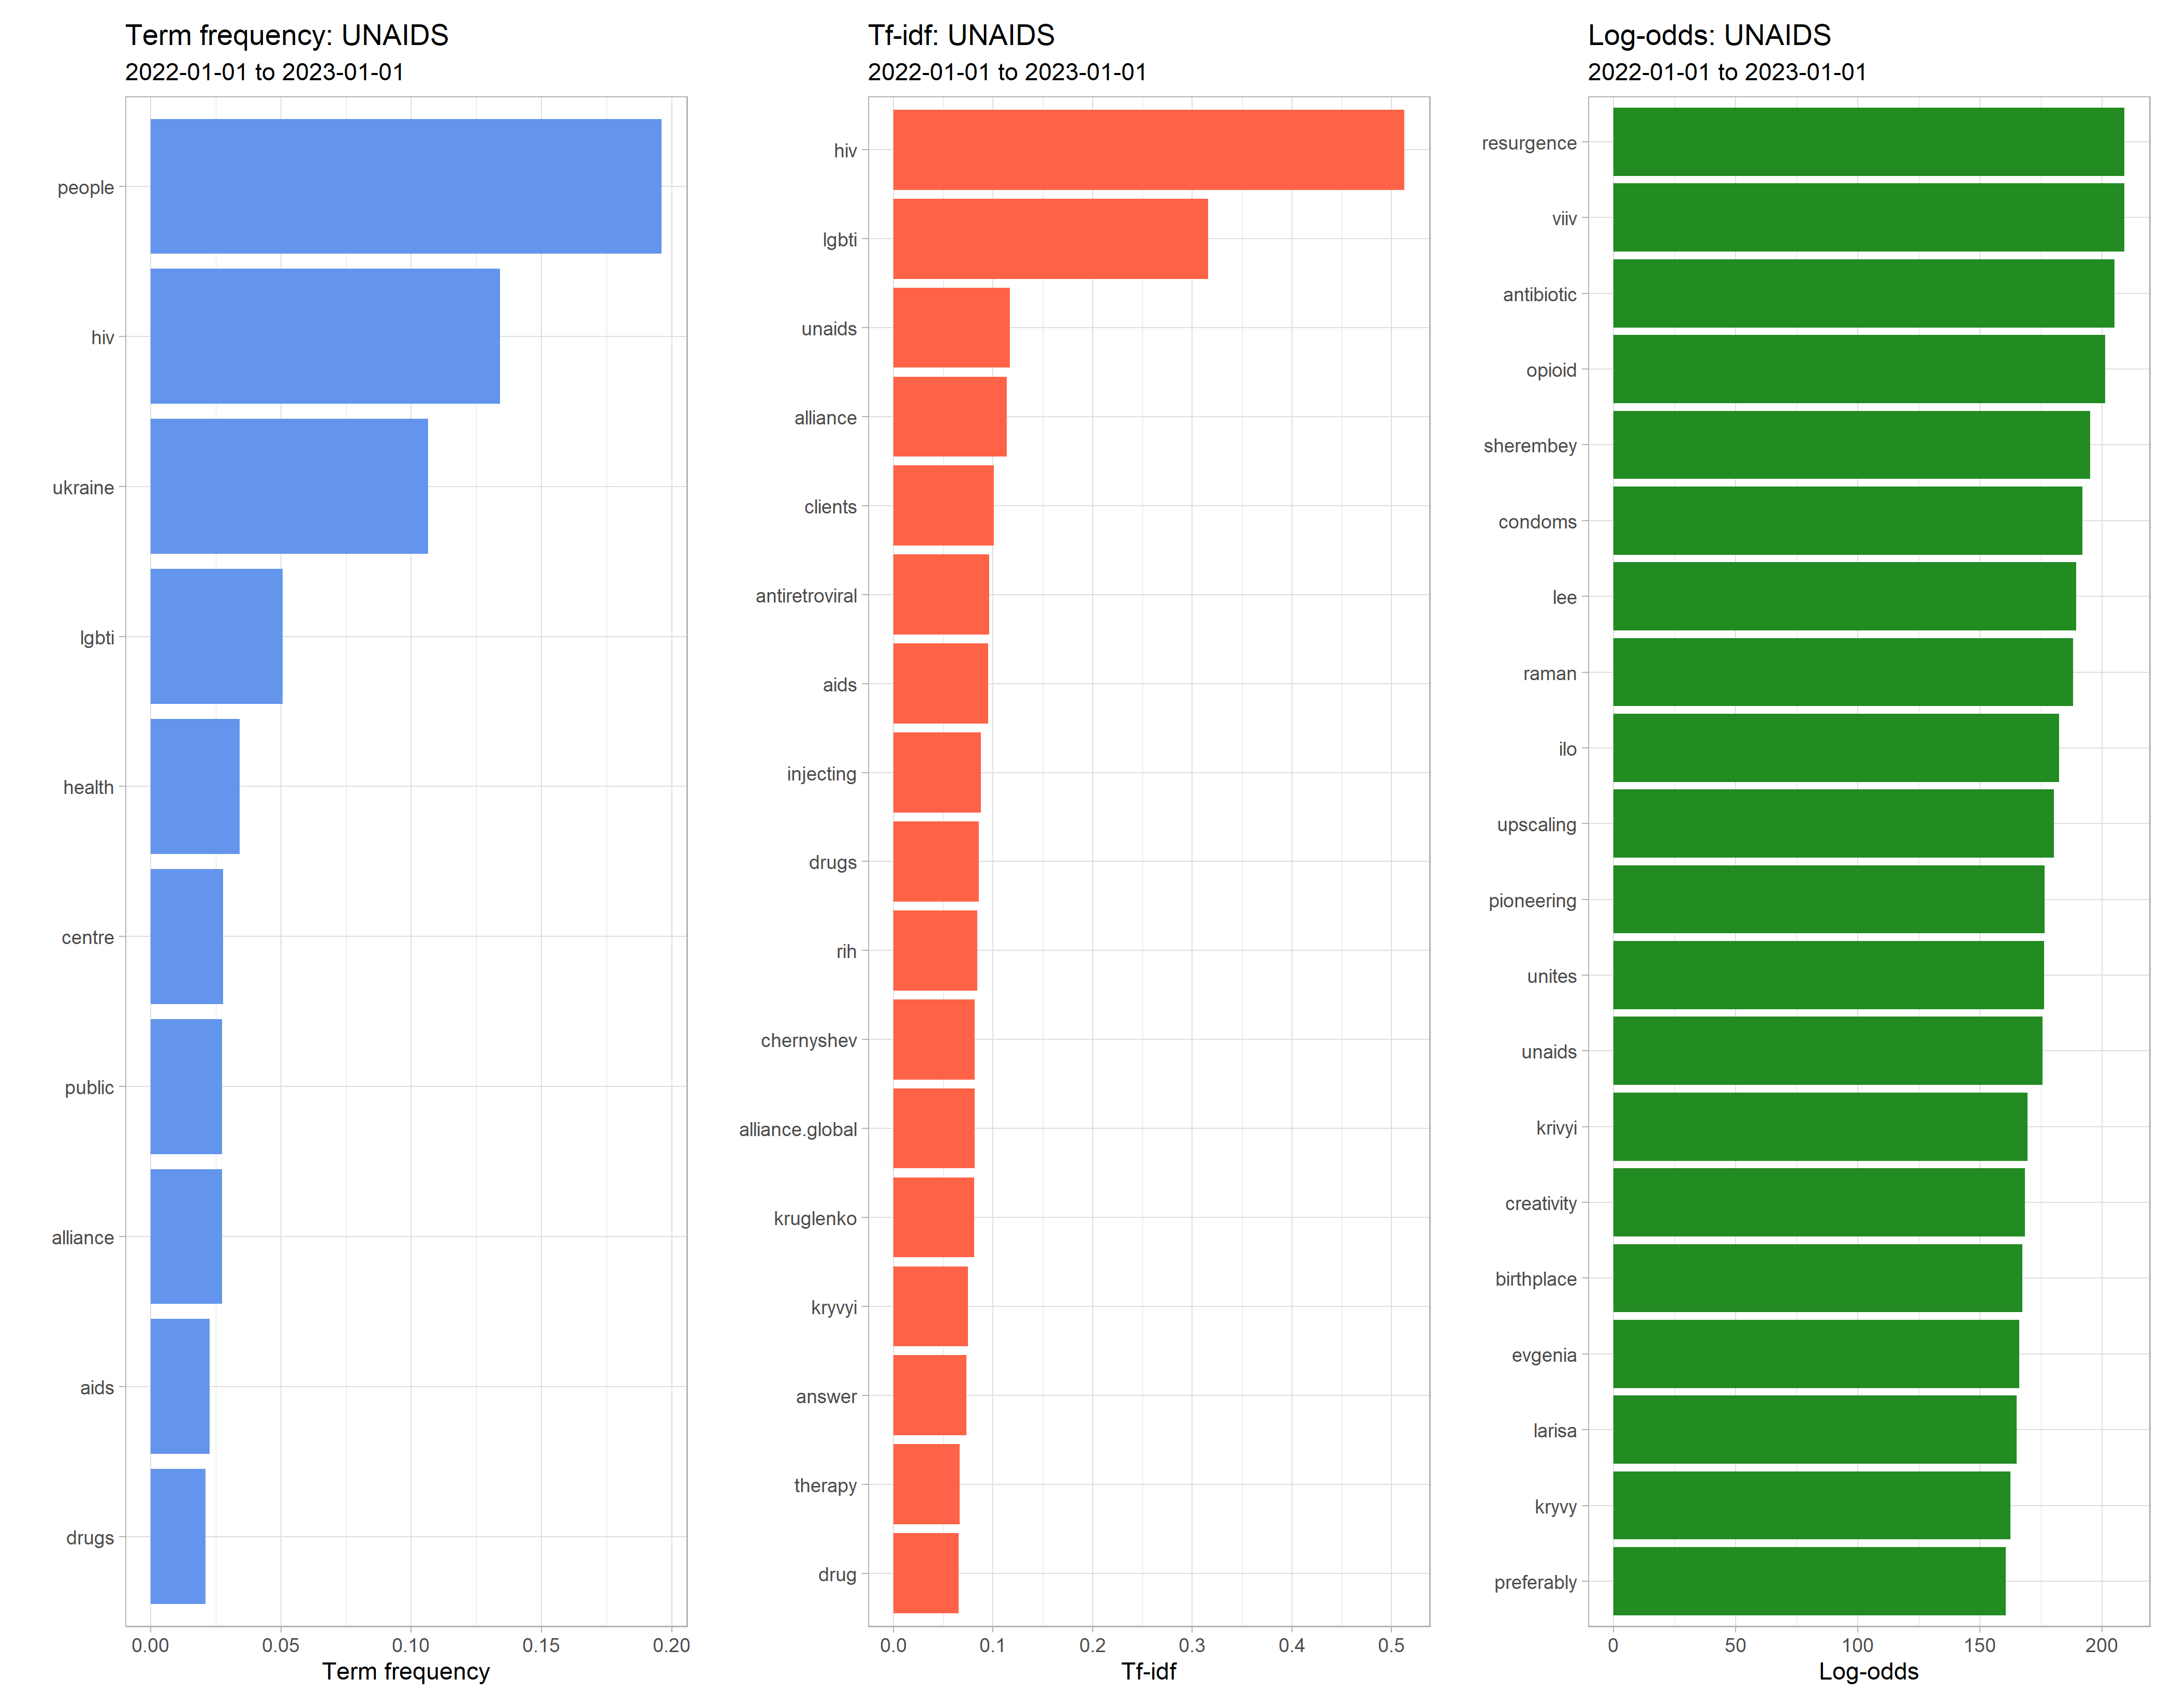 Term frequency: UNAIDS
2022-01-01 to 2023-01-01
people
hiv
ukraine
lgbti
health
centre
public
alliance
aids
drugs
0.00 0.05 0.10 0.15 0.20
Term frequency
Tf-idf: UNAIDS
2022-01-01 to 2023-01-01
hiv
lgbti
unaids
alliance
clients
antiretroviral
aids
injecting
drugs
rih
chernyshev
alliance.global
kruglenko
kryvyi
answer
therapy
drug
0.0 0.1 0.2 0.3 0.4 0.5
Tf-idf
Log-odds: UNAIDS
2022-01-01 to 2023-01-01
resurgence
viiv
antibiotic
opioid
sherembey
condoms
lee
raman
ilo
upscaling
pioneering
unites
unaids
krivyi
creativity
birthplace
evgenia
larisa
kryvy
preferably
0 50 100 150 200
Log-odds